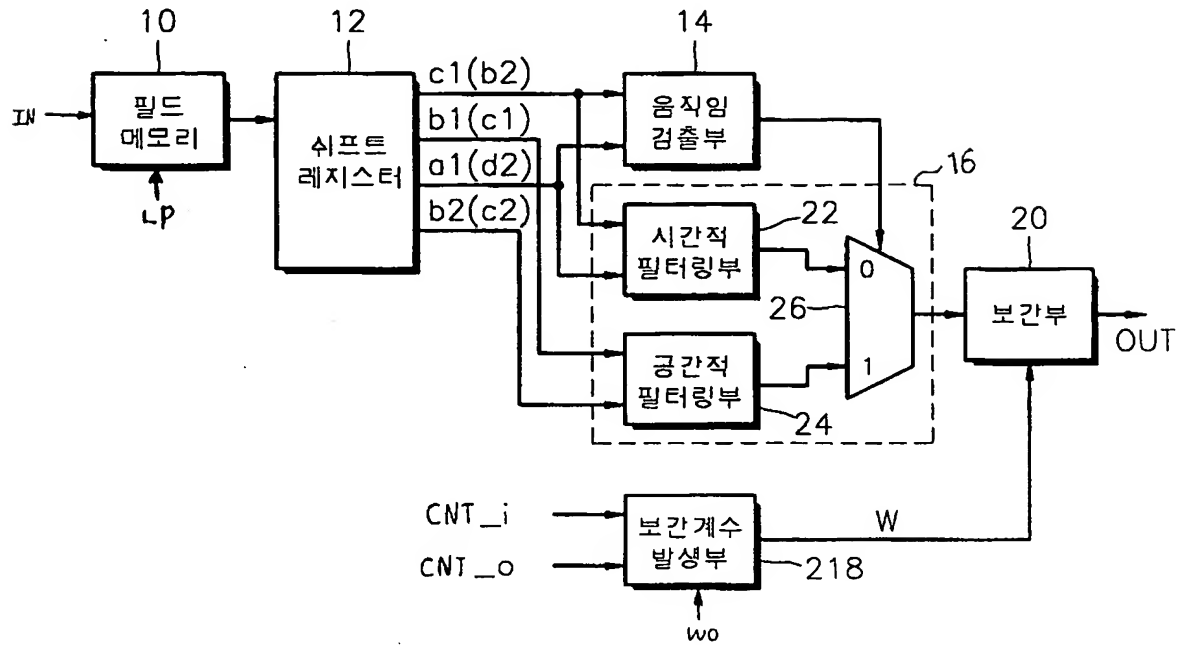 10
12
14
IN
필드
메모리
LP
쉬프트
레지스터
c1(b2)
b1(c1)
a1(d2)
b2(c2)
움직임
검출부
16
시간적
필터링부
22
공간적
필터링부
24
0
26
1
20
보간부
OUT
CNT_i
CNT_o
보간계수
발생부
218
W
wo